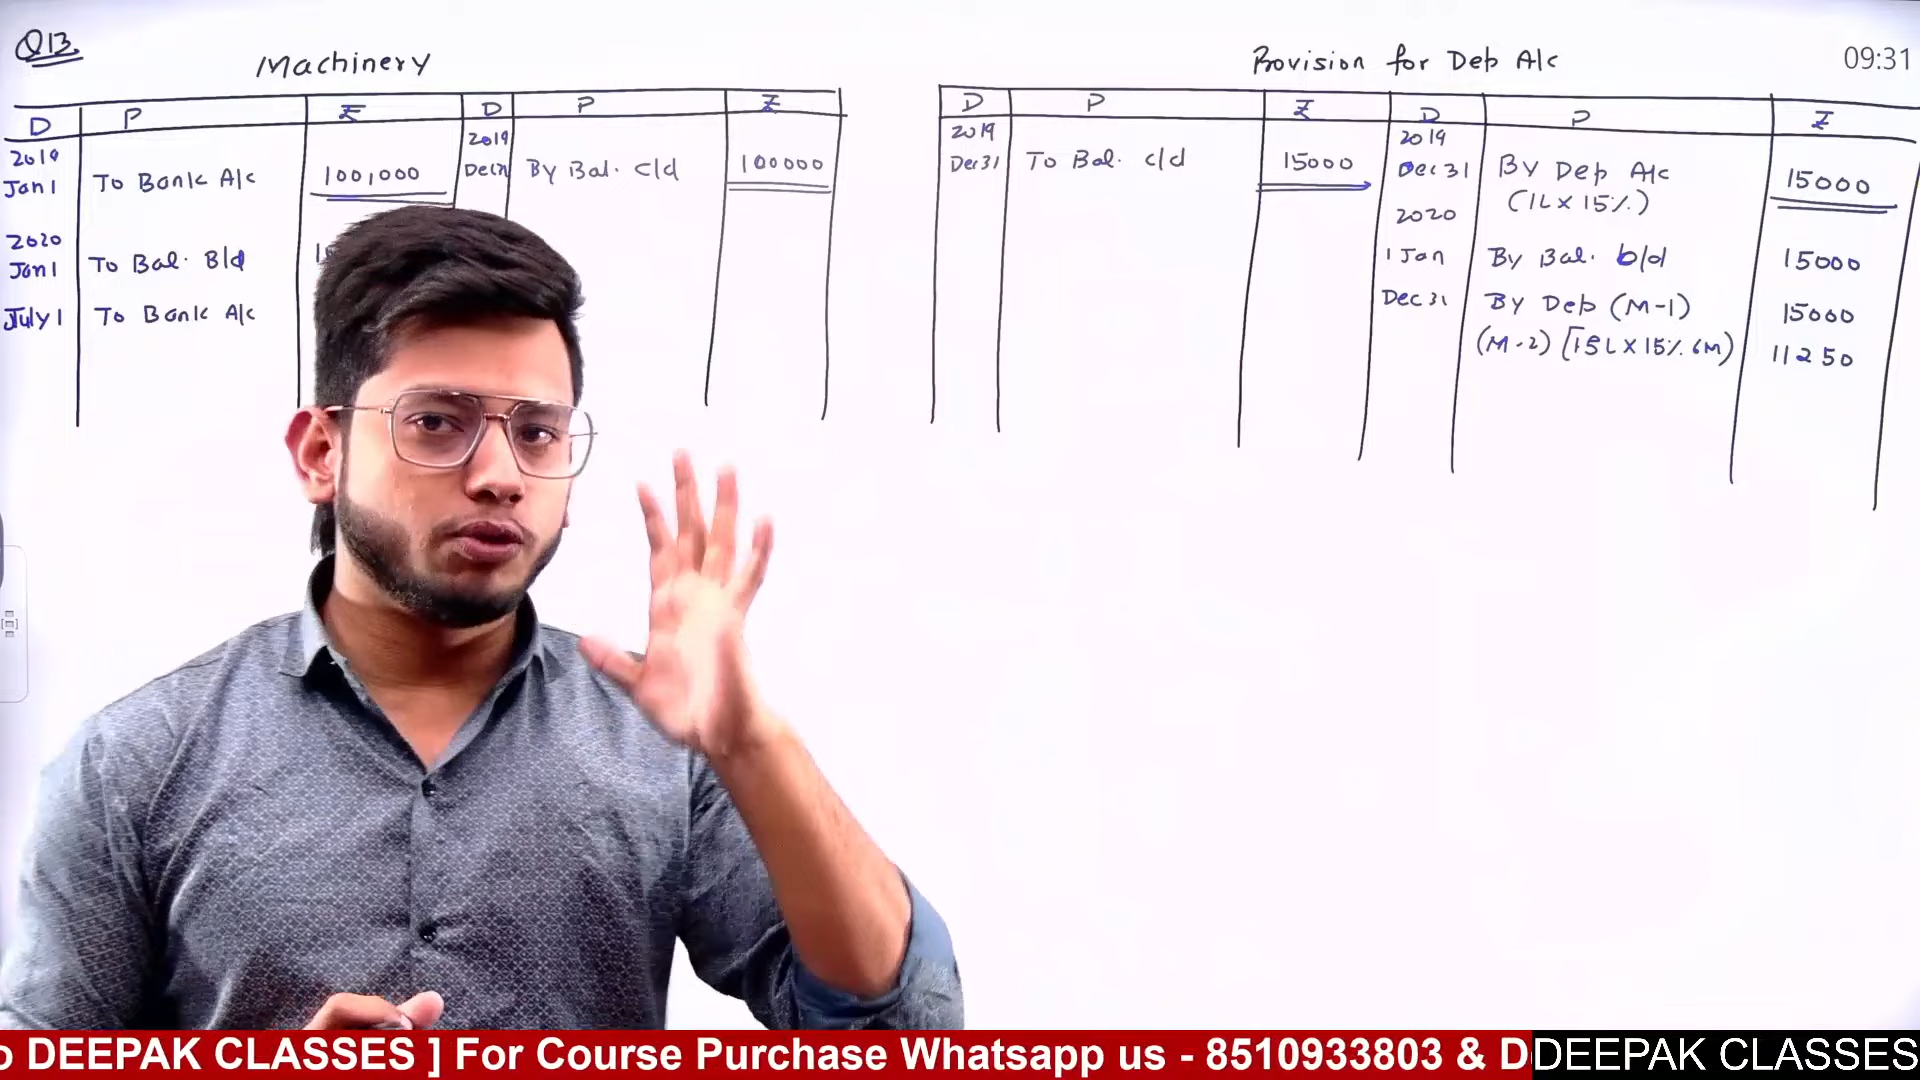 Q13.
Machinery
Provision for Dep A/c
09:31
D P ₹ D P ₹
2019 Jan 1 To Bank A/c 1001000
2019 Dec 31 By Bal. C/d 100000
2020 Jan 1 To Bal. B/d
July 1 To Bank A/c
D P ₹ D P ₹
2019 Dec 31 To Bal. c/d 15000
2019 Dec 31 By Dep A/c 15000
(1L X 15%)
2020
1 Jan By Bal. b/d 15000
Dec 31 By Dep (M-1) 15000
(M-2) [1.5L X 15% 6M) 11250
o DEEPAK CLASSES ] For Course Purchase Whatsapp us - 8510933803 & D
DEEPAK CLASSES